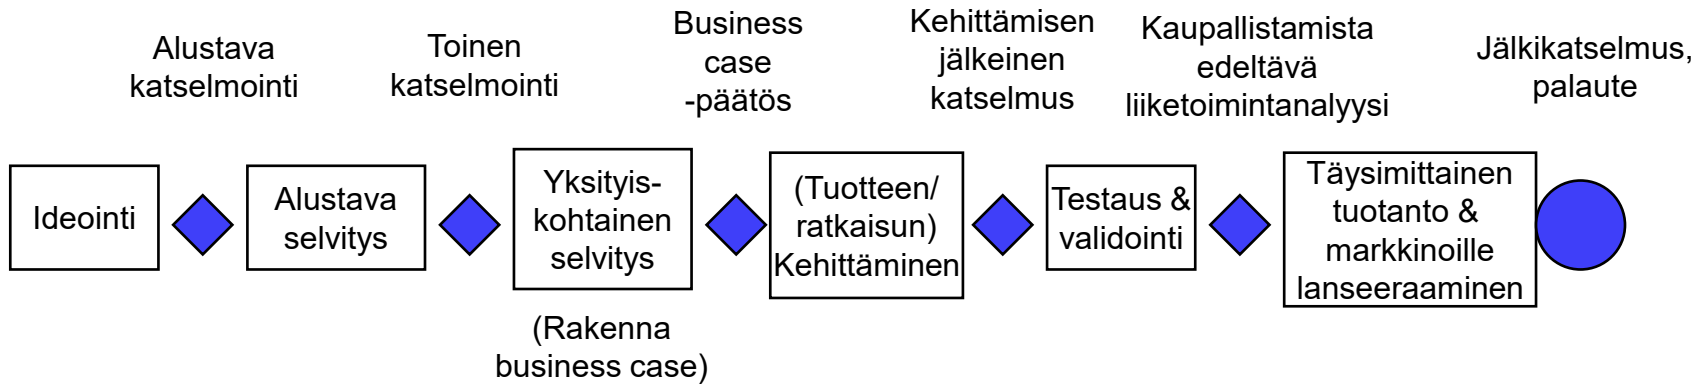 Alustava
katselmointi
Toinen
katselmointi
Business
case
-päätös
Kehittämisen
jälkeinen
katselmus
Kaupallistamista
edeltävä
liiketoimintanalyysi
Jälkikatselmus,
palaute
Ideointi
Alustava
selvitys
Yksityis-
kohtainen
selvitys
(Tuotteen/
ratkaisun)
Kehittäminen
Testaus &
validointi
Täysimittainen
tuotanto &
markkinoille
lanseeraaminen
(Rakenna
business case)